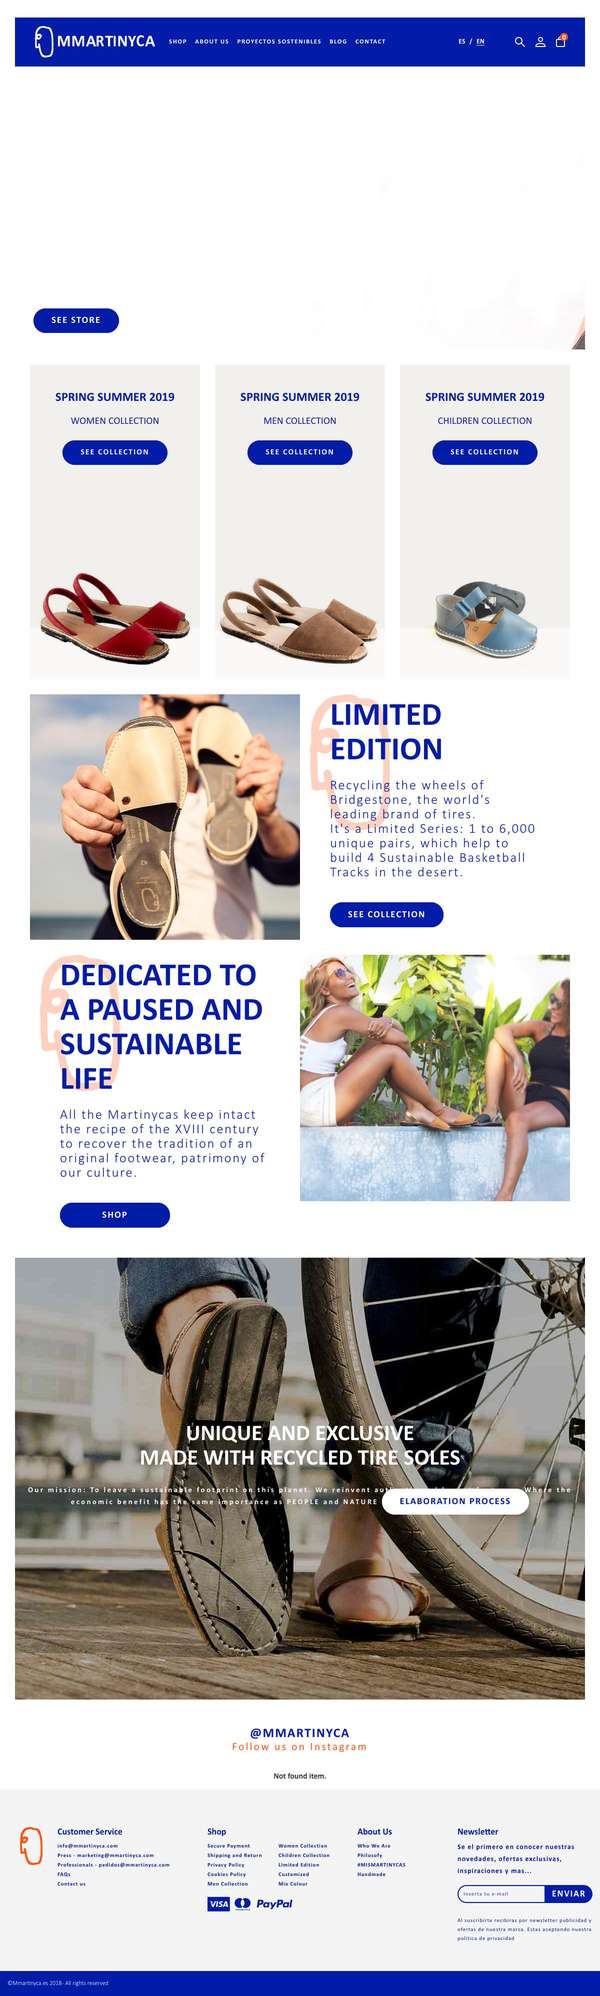 MMARTINYCA
SHOP ABOUT US PROYECTOS SOSTENIBLES BLOG CONTACT
ES / EN
0
SEE STORE
SPRING SUMMER 2019
WOMEN COLLECTION
SEE COLLECTION
SPRING SUMMER 2019
MEN COLLECTION
SEE COLLECTION
SPRING SUMMER 2019
CHILDREN COLLECTION
SEE COLLECTION
LIMITED
EDITION
Recycling the wheels of
Bridgestone, the world's
leading brand of tires.
It's a Limited Series: 1 to 6,000
unique pairs, which help to
build 4 Sustainable Basketball
Tracks in the desert.
SEE COLLECTION
DEDICATED TO
A PAUSED AND
SUSTAINABLE
LIFE
All the Martinycas keep intact
the recipe of the XVIII century
to recover the tradition of an
original footwear, patrimony of
our culture.
SHOP
UNIQUE AND EXCLUSIVE
MADE WITH RECYCLED TIRE SOLES
Our mission: To leave a sustainable footprint on this planet. We reinvent Where the
economic benefit has the same importance as PEOPLE and NATURE
ELABORATION PROCESS
@MMARTINYCA
Follow us on Instagram
Not found item.
Customer Service
info@mmartinyca.com
Press - marketing@mmartinyca.com
Professionals - pedidos@mmartinyca.com
FAQs
Contact us
Shop
Secure Payment
Shipping and Return
Privacy Policy
Cookies Policy
Men Collection
Women Collection
Children Collection
Limited Edition
Customized
Mix Colour
VISA PayPal
About Us
Who We Are
Philosofy
#MISMARTINYCAS
Handmade
Newsletter
Se el primero en conocer nuestras
novedades, ofertas exclusivas,
inspiraciones y mas...
Inserta tu e-mail
ENVIAR
Al suscribirte recibiras por newsletter publicidad y
ofertas de nuestra marca. Estas aceptando nuestra
política de privacidad
©Mmartinyca.es 2018- All rights reserved